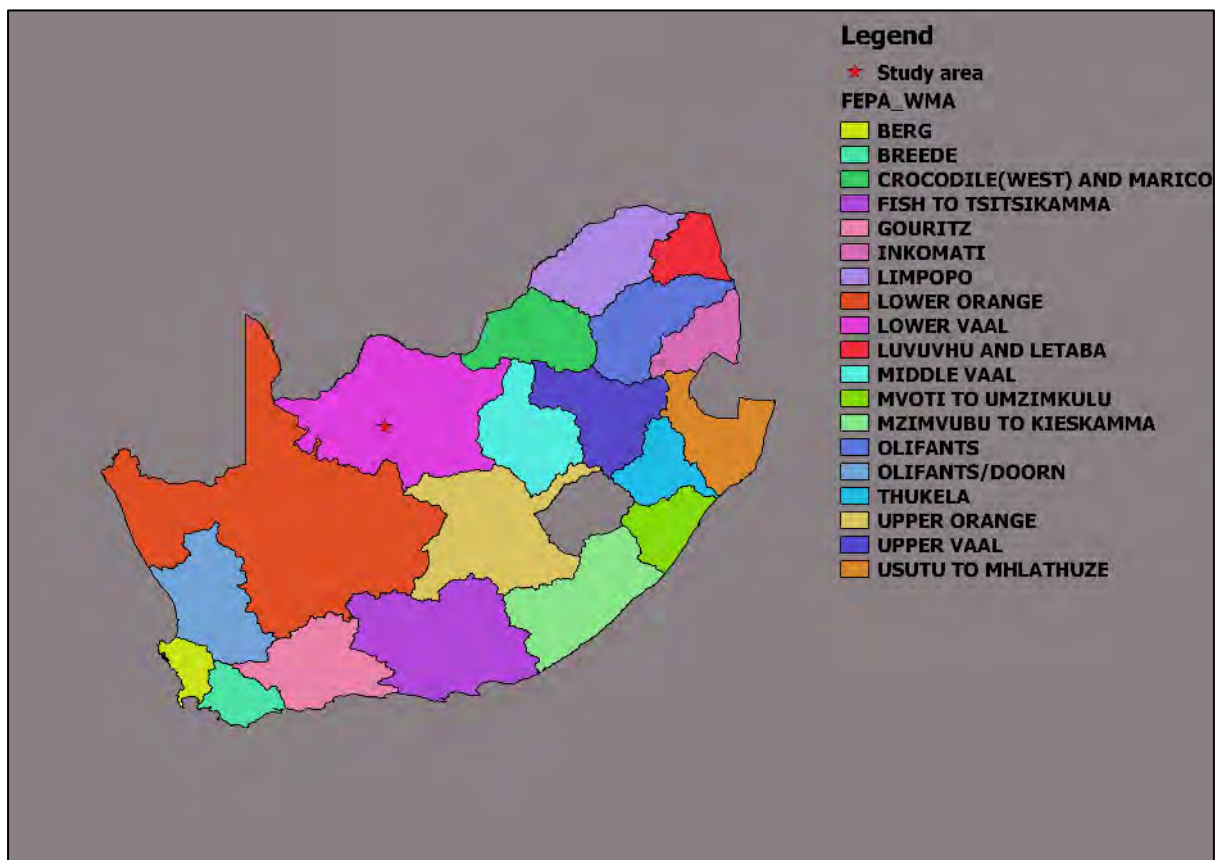 Legend
Study area
FEPA_WMA
BERG
BREEDE
CROCODILE(WEST) AND MARICO
FISH TO TSITSIKAMMA
GOURITZ
INKOMATI
LIMPOPO
LOWER ORANGE
LOWER VAAL
LUVUVHU AND LETABA
MIDDLE VAAL
MVOTI TO UMZIMKULU
MZIMVUBU TO KIESKAMMA
OLIFANTS
OLIFANTS/DOORN
THUKELA
UPPER ORANGE
UPPER VAAL
USUTU TO MHLATHUZE